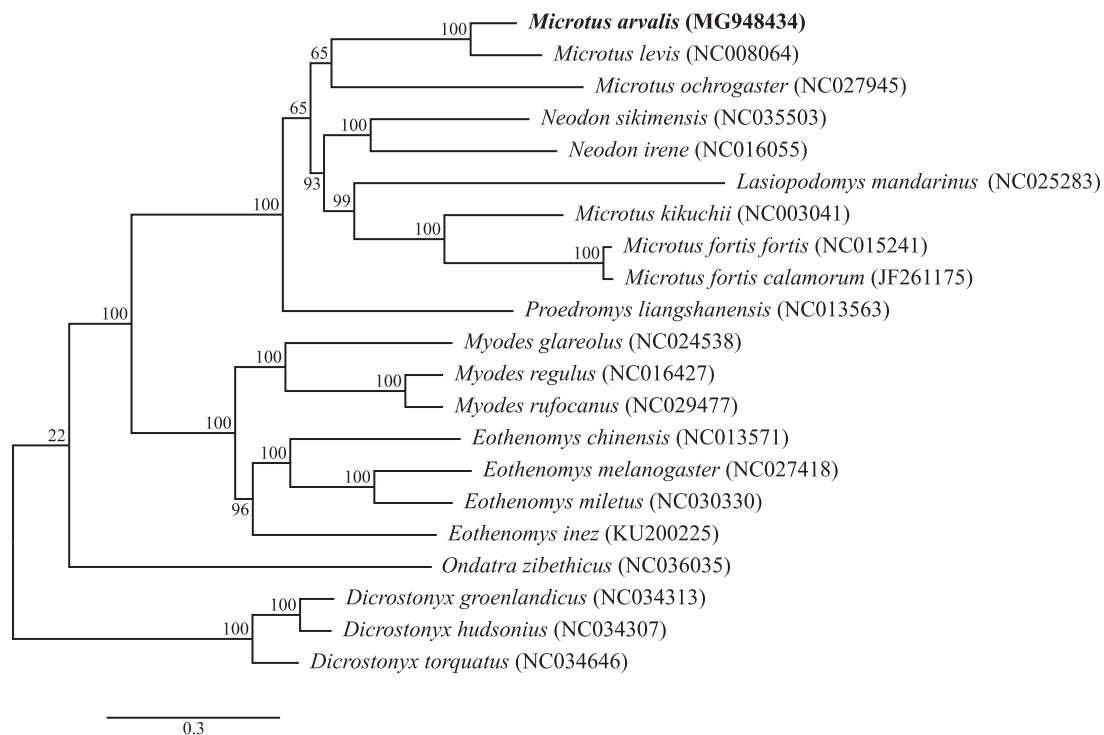 100 Microtus arvalis (MG948434)
Microtus levis (NC008064)
65
Microtus ochrogaster (NC027945)
65
100 Neodon sikimensis (NC035503)
Neodon irene (NC016055)
93
Lasiopodomys mandarinus (NC025283)
99
100 Microtus kikuchii (NC003041)
100
Microtus fortis fortis (NC015241)
100
Microtus fortis calamorum (JF261175)
Proedromys liangshanensis (NC013563)
100
Myodes glareolus (NC024538)
100
Myodes regulus (NC016427)
100
Myodes rufocanus (NC029477)
100
Eothenomys chinensis (NC013571)
22
100
Eothenomys melanogaster (NC027418)
100
Eothenomys miletus (NC030330)
96
Eothenomys inez (KU200225)
Ondatra zibethicus (NC036035)
100 Dicrostonyx groenlandicus (NC034313)
100 Dicrostonyx hudsonius (NC034307)
Dicrostonyx torquatus (NC034646)
0.3